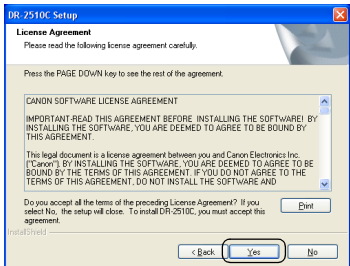 DR-2510C Setup
License Agreement
Please read the following license agreement carefully.
Press the PAGE DOWN key to see the rest of the agreement.
CANON SOFTWARE LICENSE AGREEMENT
IMPORTANT-READ THIS AGREEMENT BEFORE INSTALLING THE SOFTWARE! BY
INSTALLING THE SOFTWARE, YOU ARE DEEMED TO AGREE TO BE BOUND BY
THIS AGREEMENT.
This legal document is a license agreement between you and Canon Electronics Inc.
("Canon"). BY INSTALLING THE SOFTWARE, YOU ARE DEEMED TO AGREE TO BE
BOUND BY THE TERMS OF THIS AGREEMENT. IF YOU DO NOT AGREE TO THE
TERMS OF THIS AGREEMENT, DO NOT INSTALL THE SOFTWARE AND
Do you accept all the terms of the preceding License Agreement? If you
select No, the setup will close. To install DR-2510C, you must accept this
agreement.
Print
InstallShield
< Back
Yes
No